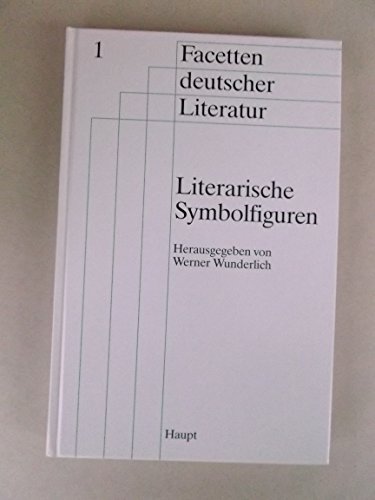 1
Facetten
deutscher
Literatur
Literarische
Symbolfiguren
Herausgegeben von
Werner Wunderlich
Haupt